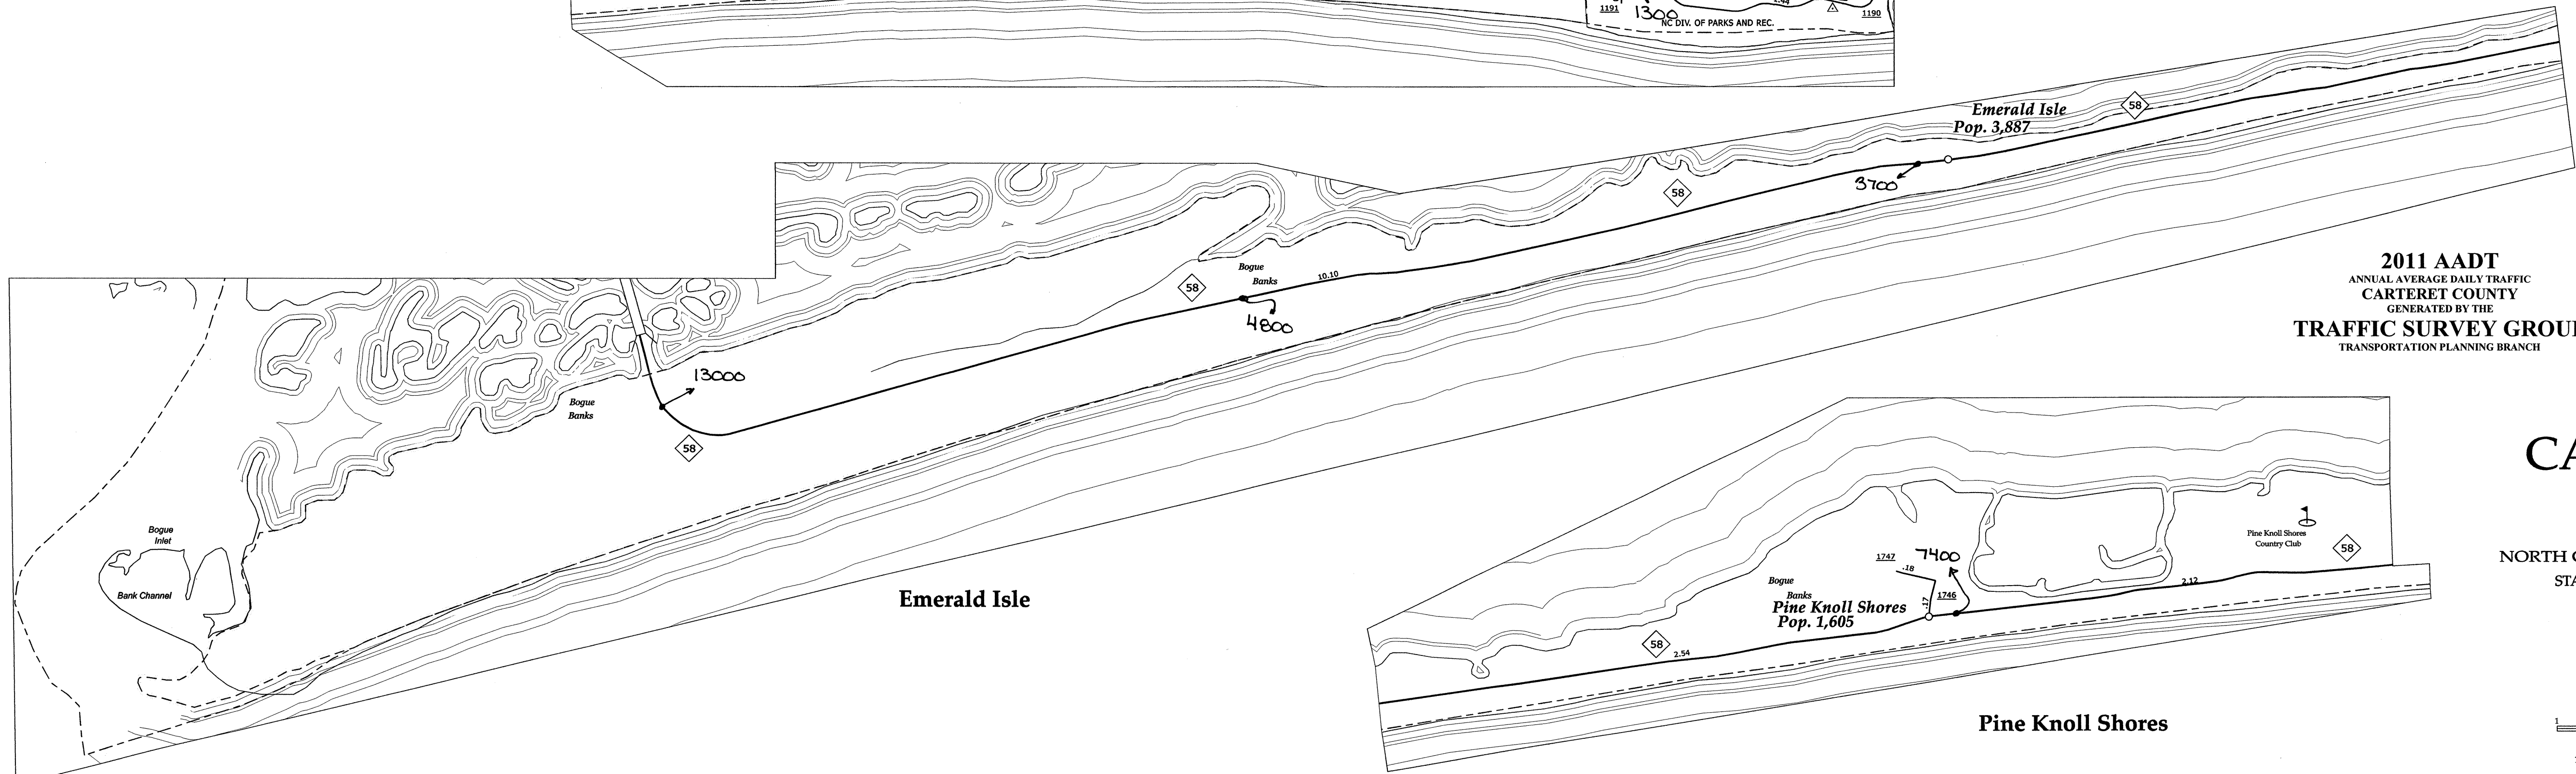 1191
1300
NC DIV. OF PARKS AND REC.
1.44
1190
Emerald Isle
Pop. 3,887
58
3700
58
Bogue
Banks
58
10.10
4800
13000
Bogue
Banks
58
Bogue
Inlet
Bank Channel
Emerald Isle
2011 AADT
ANNUAL AVERAGE DAILY TRAFFIC
CARTERET COUNTY
GENERATED BY THE
TRAFFIC SURVEY GROU
TRANSPORTATION PLANNING BRANCH
CA
NORTH
STA
1
Pine Knoll Shores
Country Club
58
1747
7400
.18
.17
1746
2.12
Bogue
Banks
Pine Knoll Shores
Pop. 1,605
58
2.54
Pine Knoll Shores